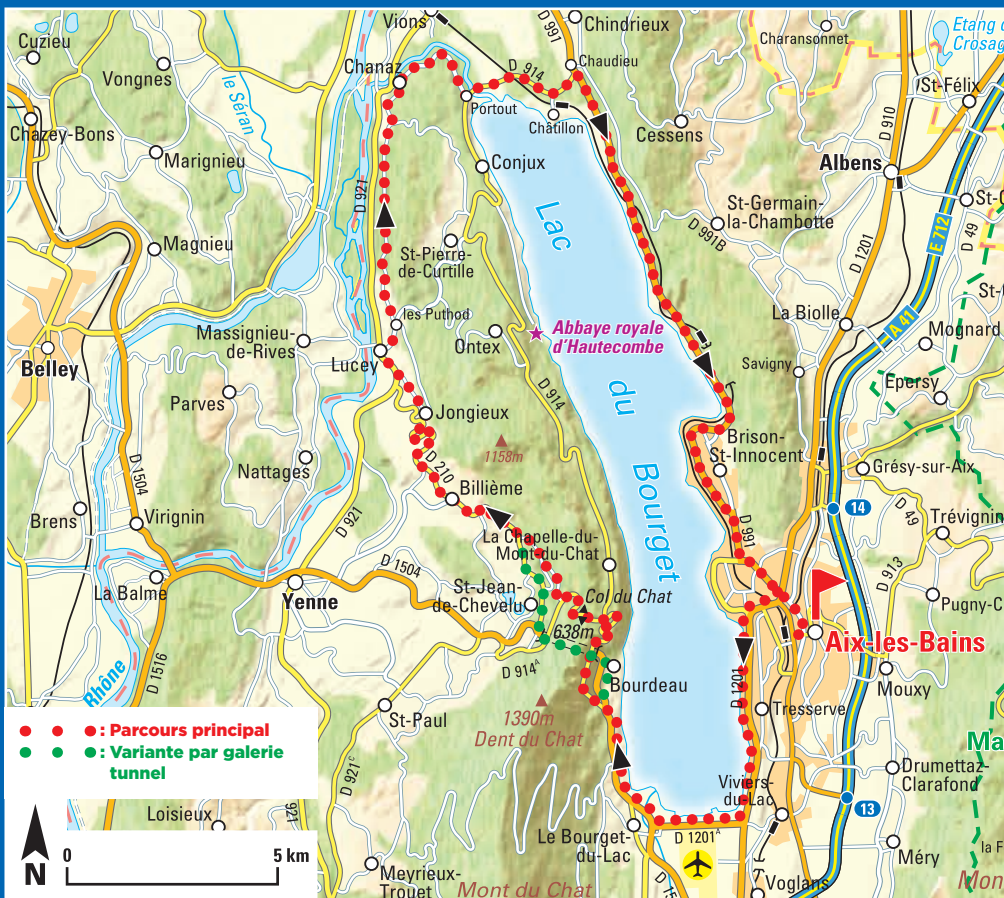 Vions
D 991
Chindrieux
Charansonnet
Etang
Crosag
Cuzieu
Vongnes
le Séran
Chanaz
D 914
Chaudieu
St-Félix
Chazey-Bons
Portout
Châtillon
Cessens
D 910
Marignieu
Conjux
Albens
D 921
St-Germain-
la-Chambotte
D 991B
E 712
D 49
St-C
Magnieu
St-Pierre-
de-Curtille
Lac
du
Bourget
D 1201
St-
les Puthod
La Biolle
A 41
Mognard
Massignieu-
de-Rives
Ontex
Abbaye royale
d'Hautecombe
Belley
Lucey
Savigny
Epersy
Parves
D 914
Jongieux
1158m
Brison-
St-Innocent
Grésy-sur-Aix
D 1504
Nattages
D 210
Billième
D 991
14
D 49
Brens
Virignin
D 921
Trévignin
La Chapelle-du-
Mont-du-Chat
D 1504
St-Jean-
de-Chevelu
Col du Chat
D 913
La Balme
Yenne
Pugny-C
638m
Aix-les-Bains
D 914A
Bourdeau
Rhône
D 1516
D 1201
Mouxy
St-Paul
1390m
Dent du Chat
Tresserve
: Parcours principal
: Variante par galerie
tunnel
D 921C
Ma
Viviers-
du-Lac
Drumettaz-
Clarafond
13
Loisieux
921
Le Bourget-
du-Lac
D 1201A
N
0
5 km
Méry
la F
Meyrieux-
Trouet
Mont du Chat
D 15
Voglans
Mon